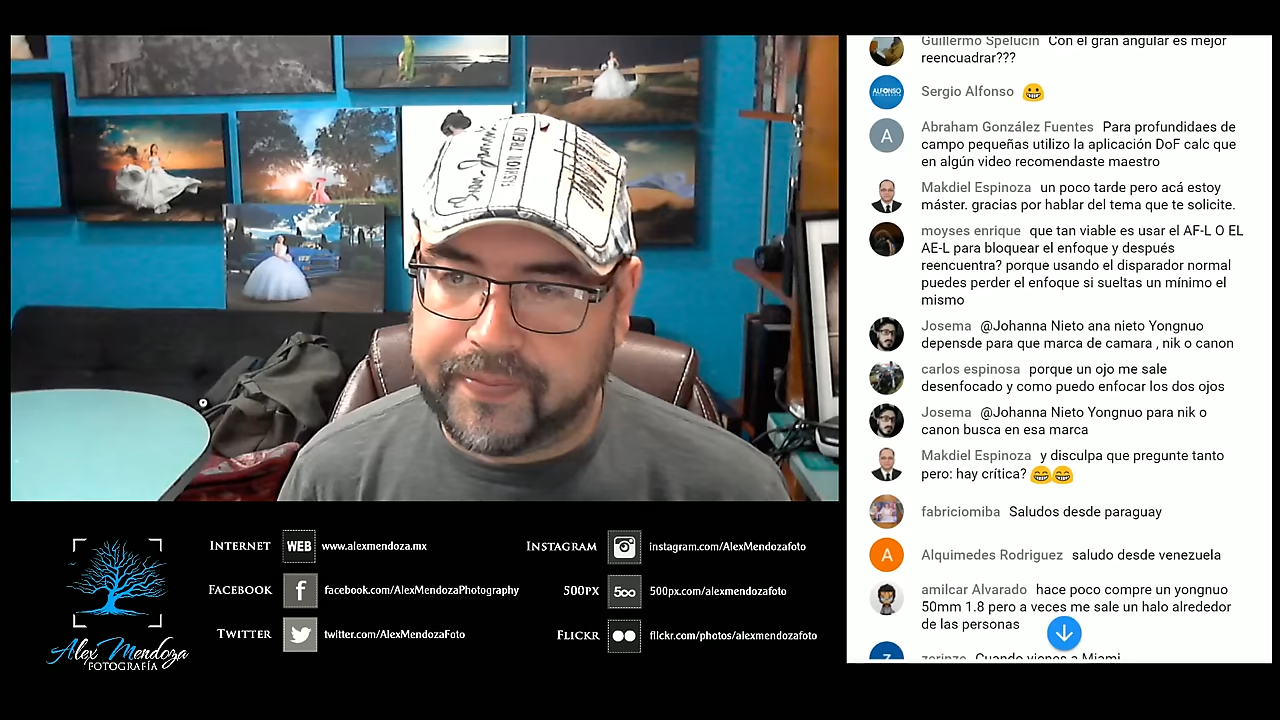 FASHION TREND
Guillermo Spelucin Con el gran angular es mejor
reencuadrar???
ALFONSO
Sergio Alfonso 😀
A
Abraham González Fuentes Para profundidaes de
campo pequeñas utilizo la aplicación DoF calc que
en algún video recomendaste maestro
Makdiel Espinoza un poco tarde pero acá estoy
máster. gracias por hablar del tema que te solicite.
moyses enrique que tan viable es usar el AF-L O EL
AE-L para bloquear el enfoque y después
reencuentra? porque usando el disparador normal
puedes perder el enfoque si sueltas un mínimo el
mismo
Josema @Johanna Nieto ana nieto Yongnuo
depensde para que marca de camara , nik o canon
carlos espinosa porque un ojo me sale
desenfocado y como puedo enfocar los dos ojos
Josema @Johanna Nieto Yongnuo para nik o
canon busca en esa marca
Makdiel Espinoza y disculpa que pregunte tanto
pero: hay crítica? 😁😁
fabriciomiba Saludos desde paraguay
A
Alquimedes Rodriguez saludo desde venezuela
amilcar Alvarado hace poco compre un yongnuo
50mm 1.8 pero a veces me sale un halo alrededor
de las personas
zerinze Cuando vienes a Miami
Internet WEB www.alexmendoza.mx
Facebook f facebook.com/AlexMendozaPhotography
Twitter twitter.com/AlexMendozaFoto
Instagram instagram.com/AlexMendozafoto
500px 500 500px.com/alexmendozafoto
Flickr flickr.com/photos/alexmendozafoto
Alex Mendoza
FOTOGRAFÍA